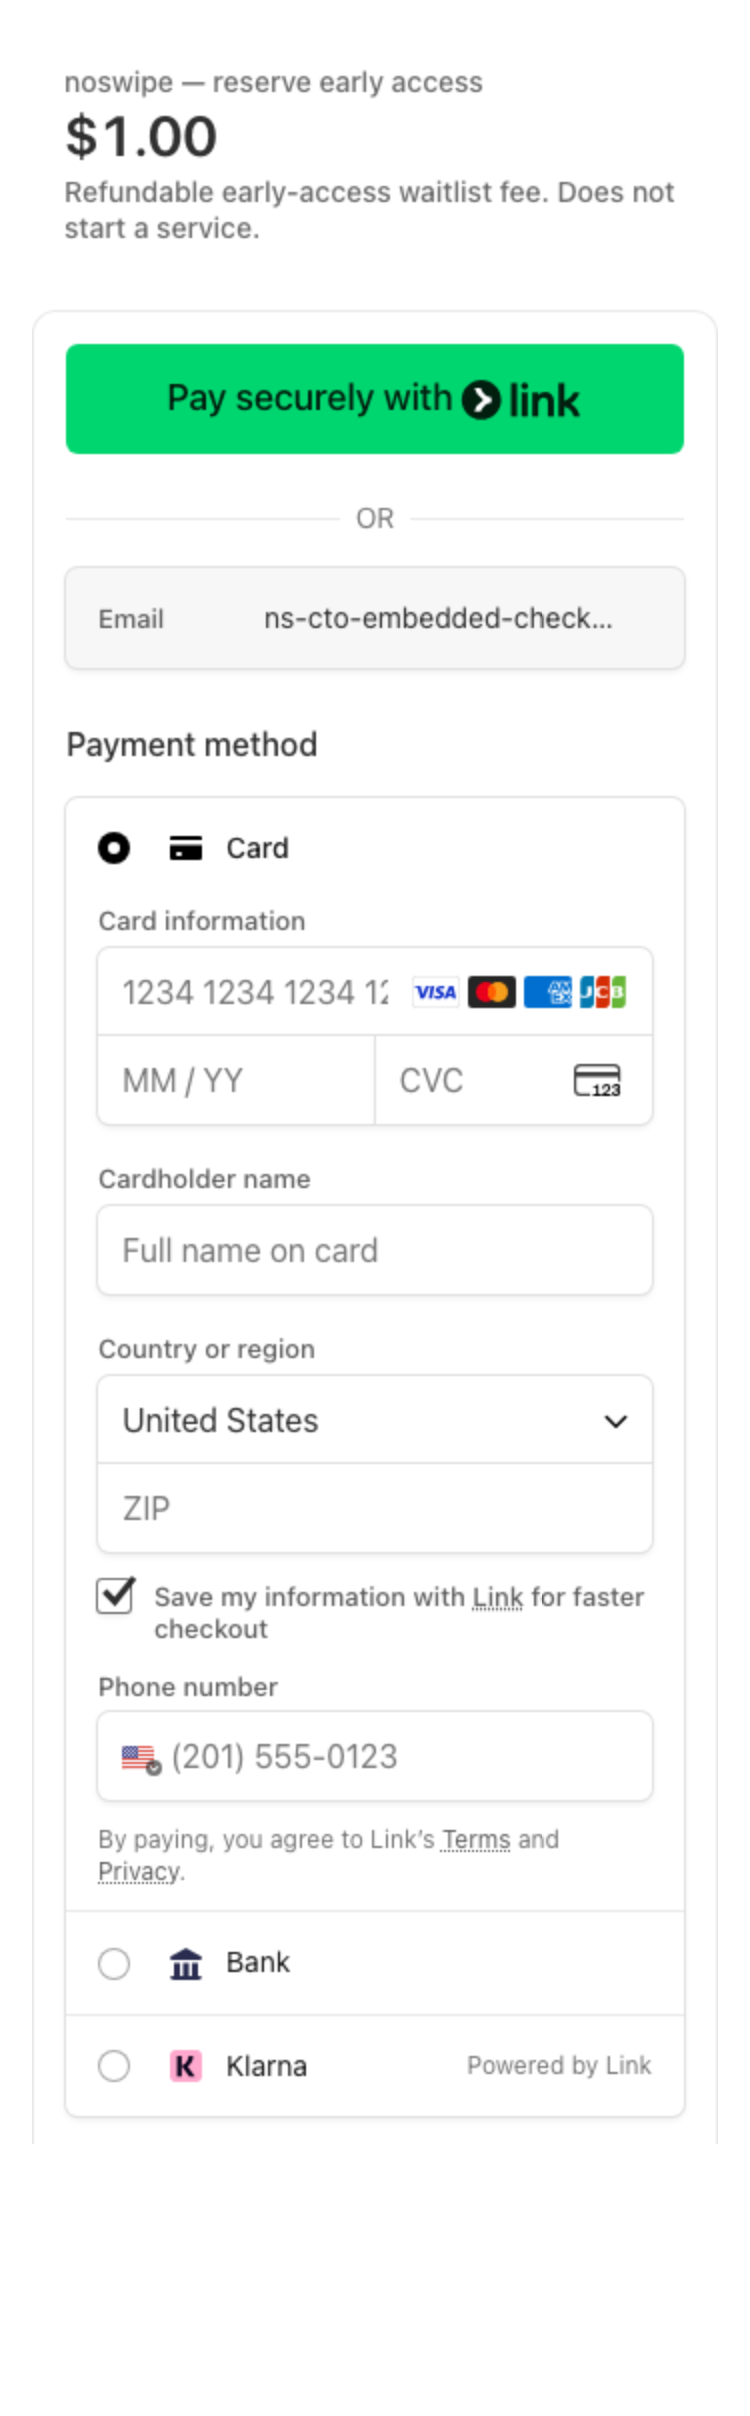 noswipe — reserve early access
$1.00
Refundable early-access waitlist fee. Does not
start a service.
Pay securely with link
OR
Email ns-cto-embedded-check...
Payment method
Card
Card information
1234 1234 1234 12 VISA AMEX JCB
MM / YY CVC 123
Cardholder name
Full name on card
Country or region
United States
ZIP
Save my information with Link for faster
checkout
Phone number
(201) 555-0123
By paying, you agree to Link’s Terms and
Privacy.
Bank
K Klarna Powered by Link